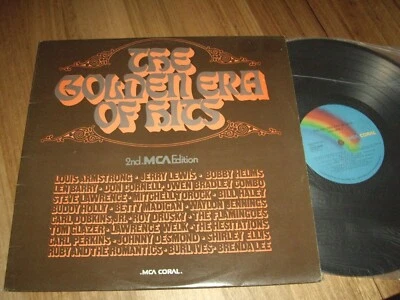 THE
GOLDEN ERA
OF HITS
2nd. MCA Edition
LOUIS ARMSTRONG - JERRY LEWIS - BOBBY HELMS
LEN BARRY - DON CORNELL - OWEN BRADLEY COMBO
STEVE LAWRENCE - MITCHELL TOROK - BILL HALEY
BUDDY HOLLY - BETTY MADIGAN - WAYLON JENNINGS
CARL DOBKINS, JR - ROY DRUSKY - THE FLAMINGOES
TOM GLAZER - LAWRENCE WELK - THE HESITATIONS
CARL PERKINS - JOHNNY DESMOND - SHIRLEY ELLIS
RUBY AND THE ROMANTICS - BURL IVES - BRENDA LEE
.MCA CORAL.
CORAL